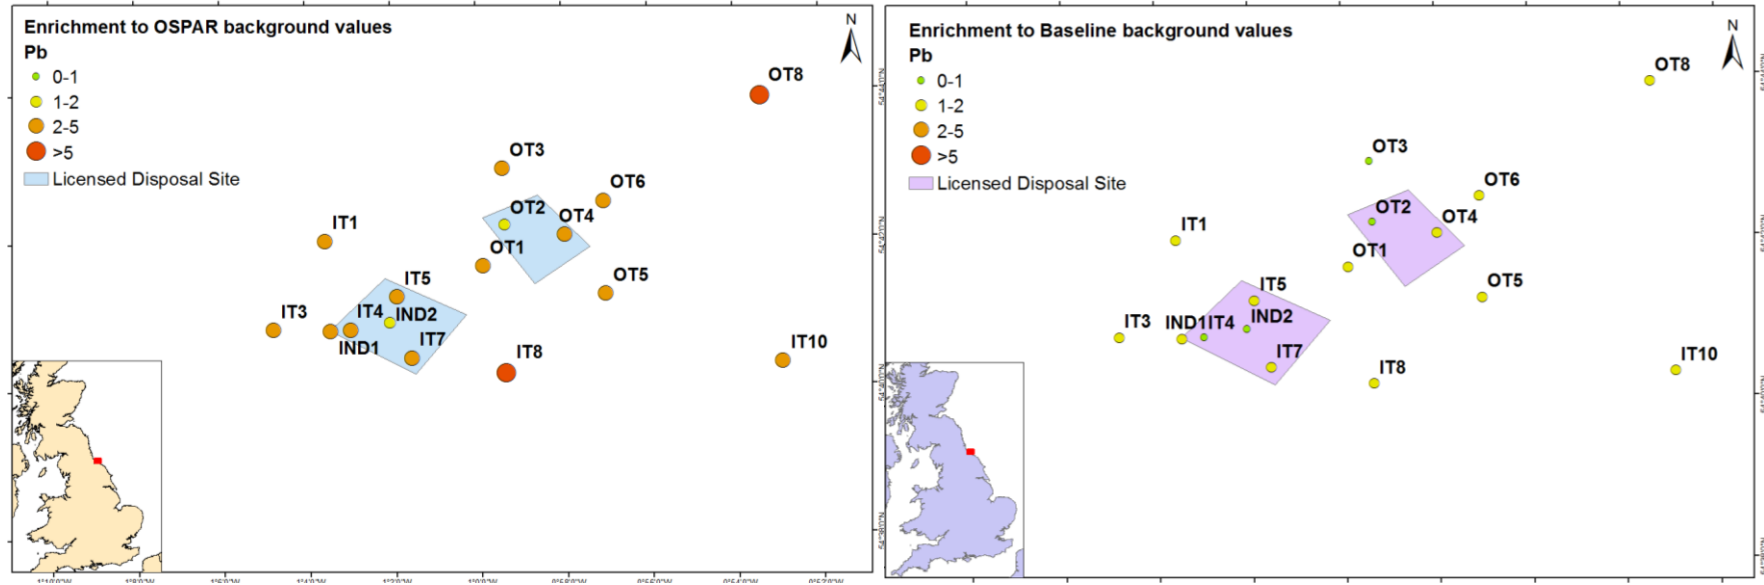 Enrichment to OSPAR background values
Pb
0-1
1-2
2-5
>5
Licensed Disposal Site
N
OT8
OT3
OT6
OT2
OT4
IT1
OT1
IT5
OT5
IT3
IT4
IND2
IND1
IT7
IT8
IT10
Enrichment to Baseline background values
Pb
0-1
1-2
2-5
>5
Licensed Disposal Site
N
OT8
OT3
OT6
OT2
OT4
IT1
OT1
IT5
OT5
IT3
IND1
IT4
IND2
IT7
IT8
IT10